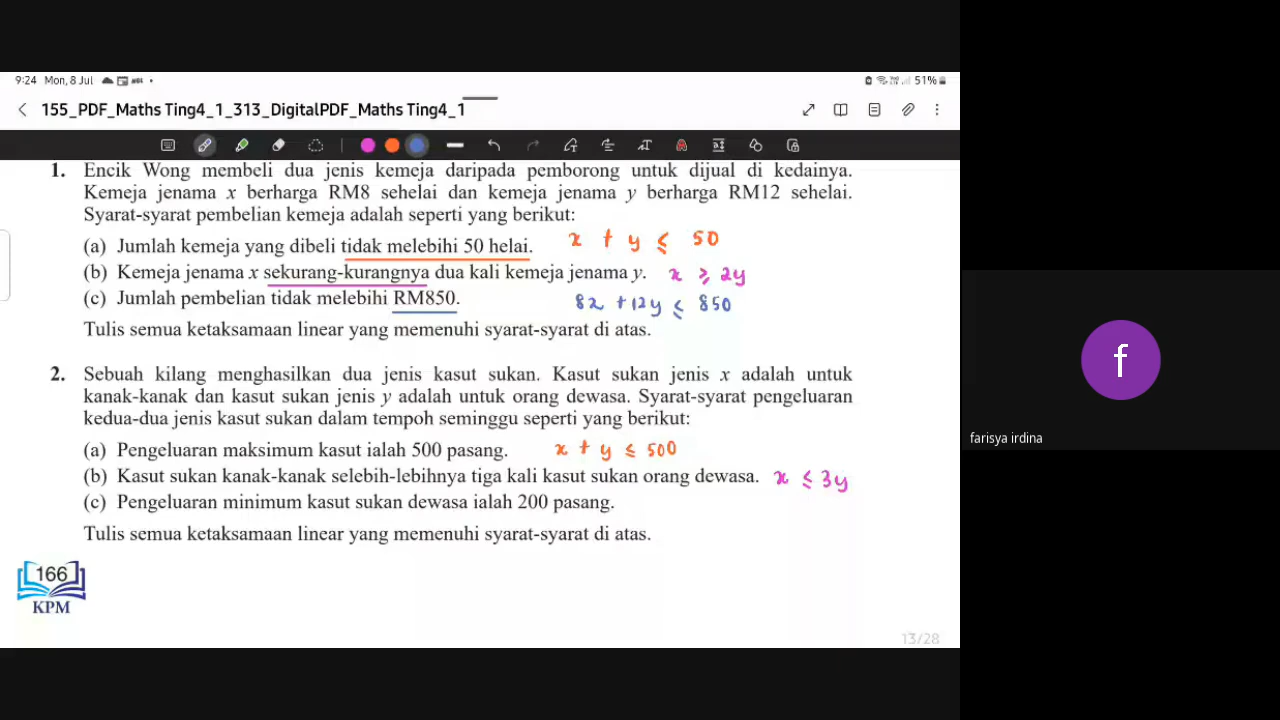 9:24 Mon, 8 Jul
51%
155_PDF_Maths Ting4_1_313_DigitalPDF_Maths Ting4_1
1. Encik Wong membeli dua jenis kemeja daripada pemborong untuk dijual di kedainya.
Kemeja jenama x berharga RM8 sehelai dan kemeja jenama y berharga RM12 sehelai.
Syarat-syarat pembelian kemeja adalah seperti yang berikut:
(a) Jumlah kemeja yang dibeli tidak melebihi 50 helai. x + y ≤ 50
(b) Kemeja jenama x sekurang-kurangnya dua kali kemeja jenama y. x ≥ 2y
(c) Jumlah pembelian tidak melebihi RM850. 8x + 12y ≤ 850
Tulis semua ketaksamaan linear yang memenuhi syarat-syarat di atas.
2. Sebuah kilang menghasilkan dua jenis kasut sukan. Kasut sukan jenis x adalah untuk
kanak-kanak dan kasut sukan jenis y adalah untuk orang dewasa. Syarat-syarat pengeluaran
kedua-dua jenis kasut sukan dalam tempoh seminggu seperti yang berikut:
(a) Pengeluaran maksimum kasut ialah 500 pasang. x + y ≤ 500
(b) Kasut sukan kanak-kanak selebih-lebihnya tiga kali kasut sukan orang dewasa. x ≤ 3y
(c) Pengeluaran minimum kasut sukan dewasa ialah 200 pasang.
Tulis semua ketaksamaan linear yang memenuhi syarat-syarat di atas.
166
KPM
13/28
f
farisya irdina